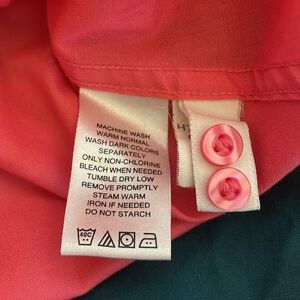 MACHINE WASH
WARM NORMAL
WASH DARK COLORS
SEPARATELY
ONLY NON-CHLORINE
BLEACH WHEN NEEDED
TUMBLE DRY LOW
REMOVE PROMPTLY
STEAM WARM
IRON IF NEEDED
DO NOT STARCH
40C